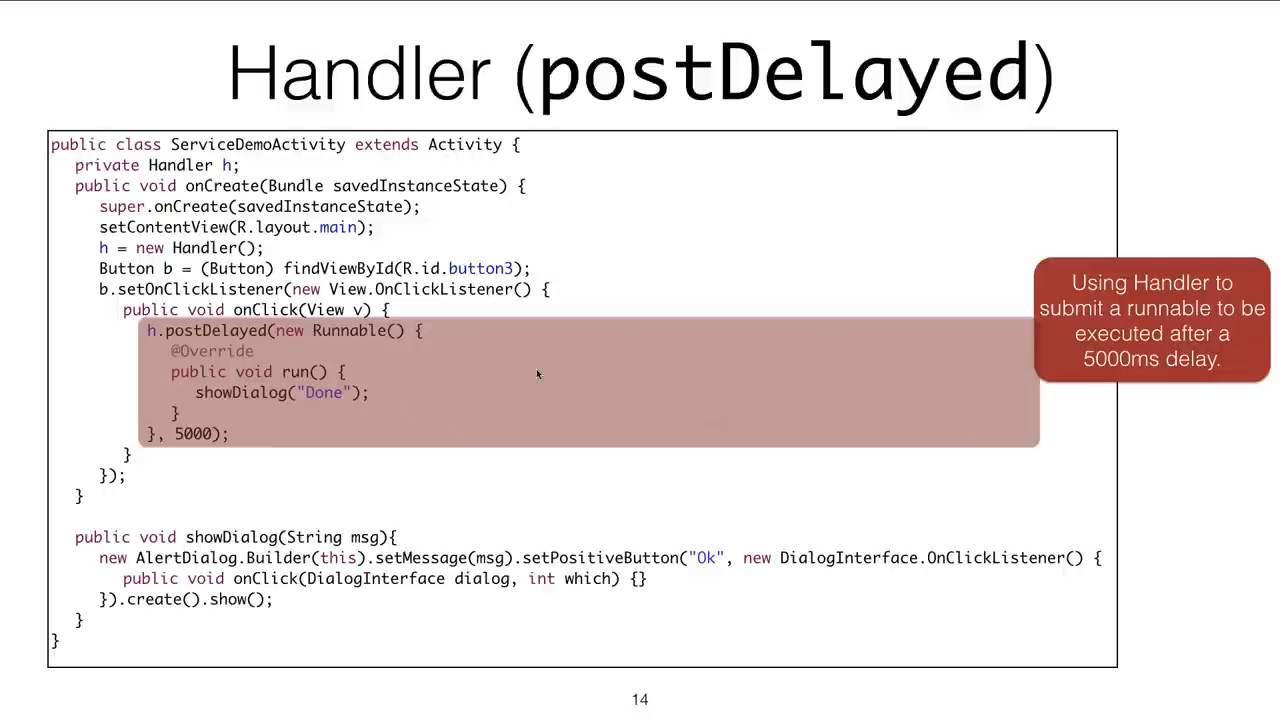 Handler (postDelayed)
public class ServiceDemoActivity extends Activity {
private Handler h;
public void onCreate(Bundle savedInstanceState) {
super.onCreate(savedInstanceState);
setContentView(R.layout.main);
h = new Handler();
Button b = (Button) findViewById(R.id.button3);
b.setOnClickListener(new View.OnClickListener() {
public void onClick(View v) {
h.postDelayed(new Runnable() {
@Override
public void run() {
showDialog("Done");
}
}, 5000);
}
});
}
public void showDialog(String msg){
new AlertDialog.Builder(this).setMessage(msg).setPositiveButton("Ok", new DialogInterface.OnClickListener() {
public void onClick(DialogInterface dialog, int which) {}
}).create().show();
}
}
Using Handler to
submit a runnable to be
executed after a
5000ms delay.
14